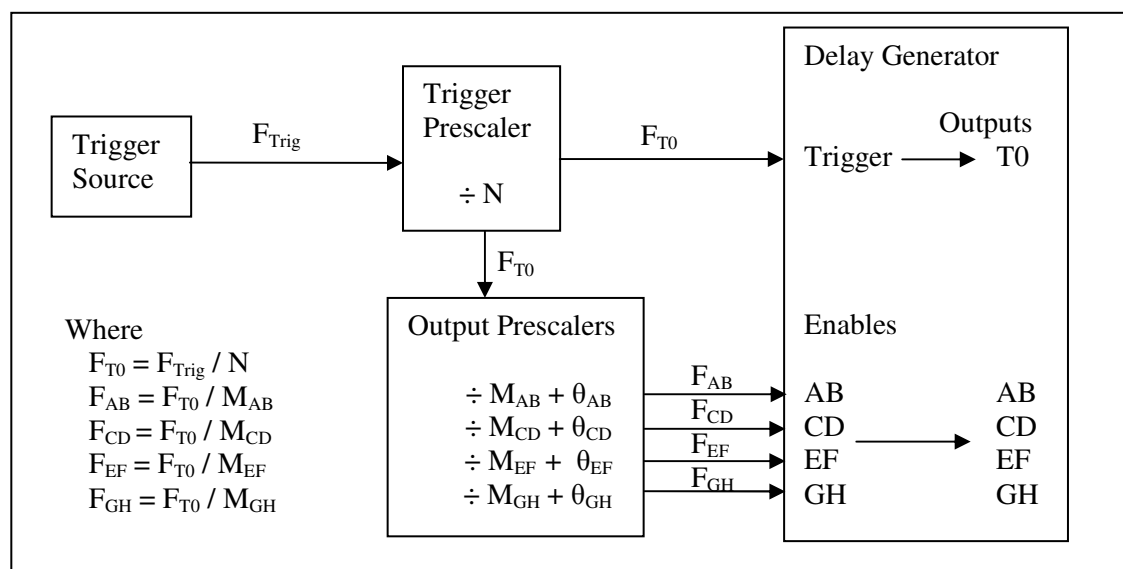 Trigger
Source
F_Trig
Trigger
Prescaler
÷ N
F_T0
F_T0
Delay Generator
Outputs
Trigger
T0
Where
F_T0 = F_Trig / N
F_AB = F_T0 / M_AB
F_CD = F_T0 / M_CD
F_EF = F_T0 / M_EF
F_GH = F_T0 / M_GH
Output Prescalers
÷ M_AB + θ_AB
÷ M_CD + θ_CD
÷ M_EF + θ_EF
÷ M_GH + θ_GH
F_AB
F_CD
F_EF
F_GH
Enables
AB
CD
EF
GH
AB
CD
EF
GH